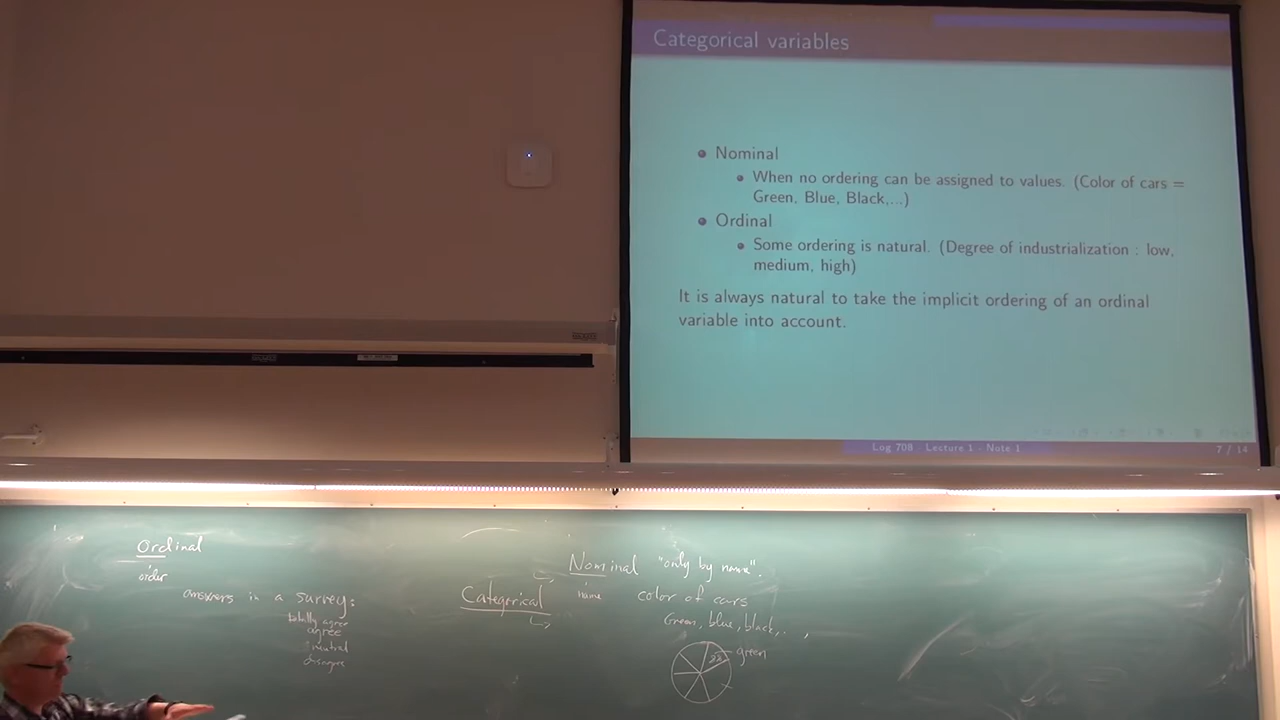 Categorical variables
Nominal
When no ordering can be assigned to values. (Color of cars =
Green, Blue, Black,...)
Ordinal
Some ordering is natural. (Degree of industrialization : low,
medium, high)
It is always natural to take the implicit ordering of an ordinal
variable into account.
Log 708 - Lecture 1 - Note 1
7 / 14
Ordinal
order
answers in a survey:
totally agree
agree
neutral
disagree
Nominal "only by name".
name
Categorical
color of cars
Green, blue, black, . . ,
green